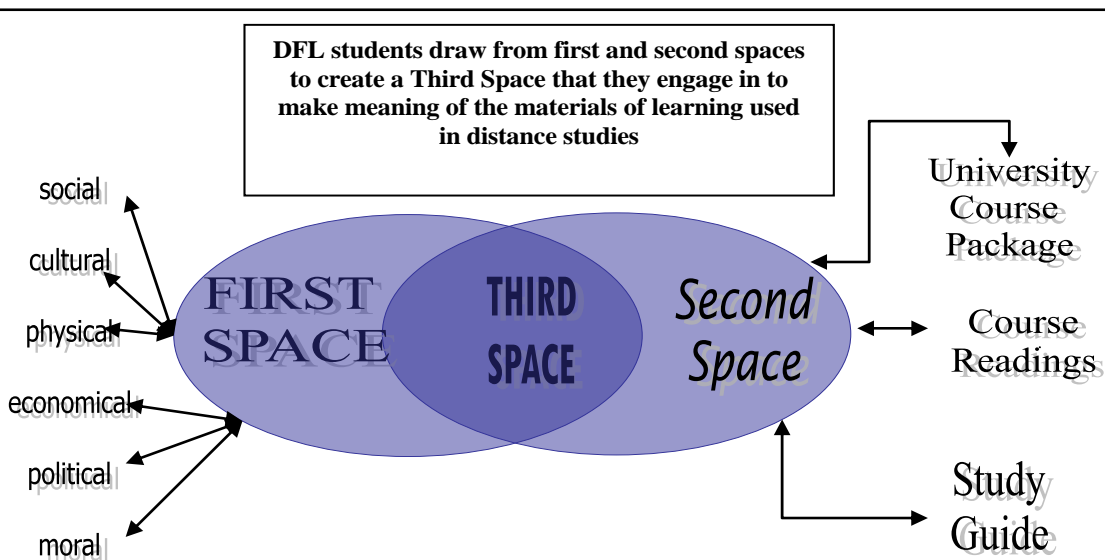 DFL students draw from first and second spaces
to create a Third Space that they engage in to
make meaning of the materials of learning used
in distance studies
social
cultural
physical
economical
political
moral
FIRST
SPACE
THIRD
SPACE
Second
Space
University
Course
Package
Course
Readings
Study
Guide